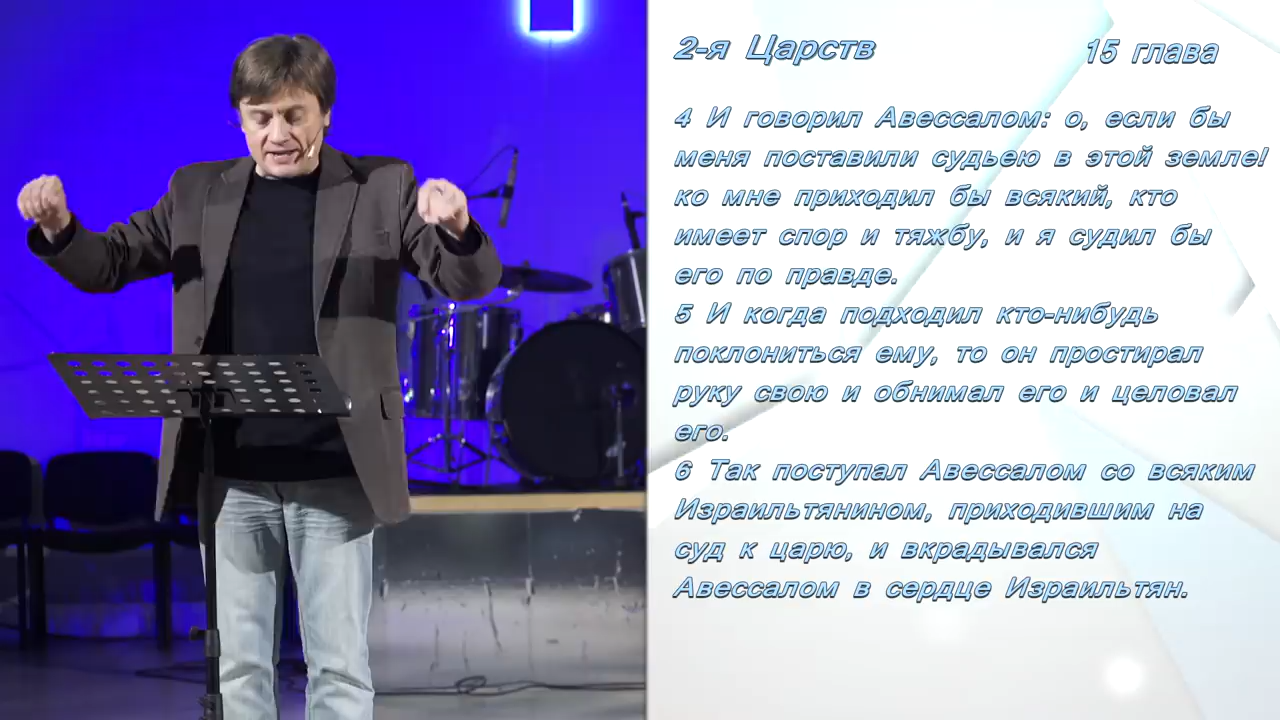 2-я Царств 15 глава
4 И говорил Авессалом: о, если бы
меня поставили судьею в этой земле!
ко мне приходил бы всякий, кто
имеет спор и тяжбу, и я судил бы
его по правде.
5 И когда подходил кто-нибудь
поклониться ему, то он простирал
руку свою и обнимал его и целовал
его.
6 Так поступал Авессалом со всяким
Израильтянином, приходившим на
суд к царю, и вкрадывался
Авессалом в сердце Израильтян.